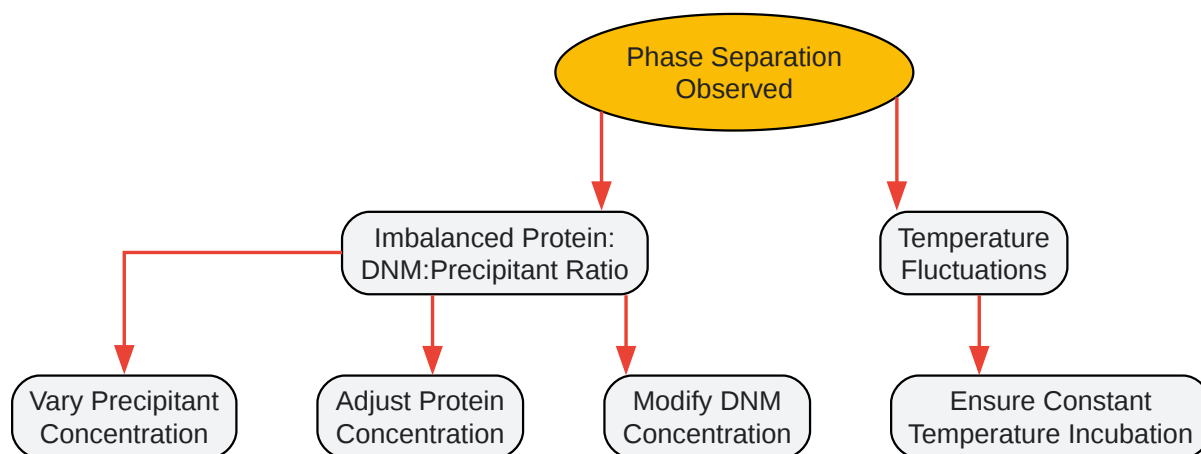 Phase Separation
Observed
Imbalanced Protein:
DNM:Precipitant Ratio
Temperature
Fluctuations
Vary Precipitant
Concentration
Adjust Protein
Concentration
Modify DNM
Concentration
Ensure Constant
Temperature Incubation